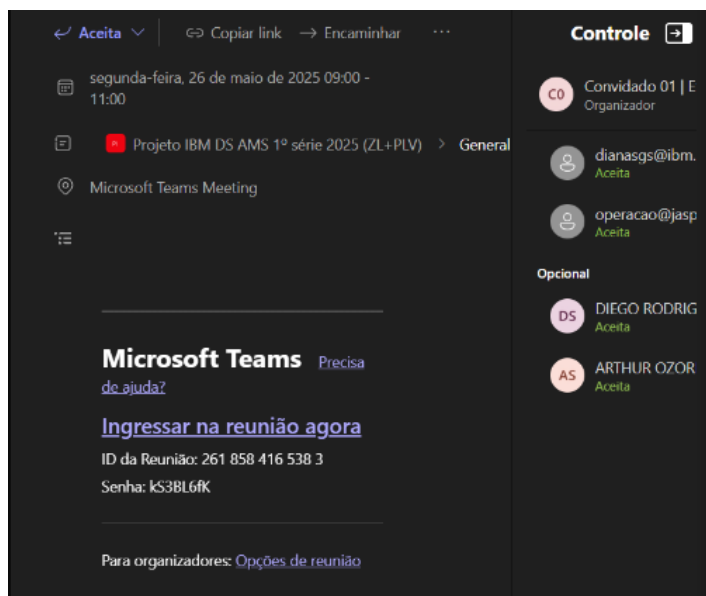 Aceita
Copiar link
Encaminhar
...
segunda-feira, 26 de maio de 2025 09:00 -
11:00
Projeto IBM DS AMS 1º série 2025 (ZL+PLV) > General
Microsoft Teams Meeting
Microsoft Teams Precisa
de ajuda?
Ingressar na reunião agora
ID da Reunião: 261 858 416 538 3
Senha: kS3BL6fK
Para organizadores: Opções de reunião
Controle
C0
Convidado 01 | E
Organizador
dianasgs@ibm.
Aceita
operacao@jasp
Aceita
Opcional
DS
DIEGO RODRIG
Aceita
AS
ARTHUR OZOR
Aceita